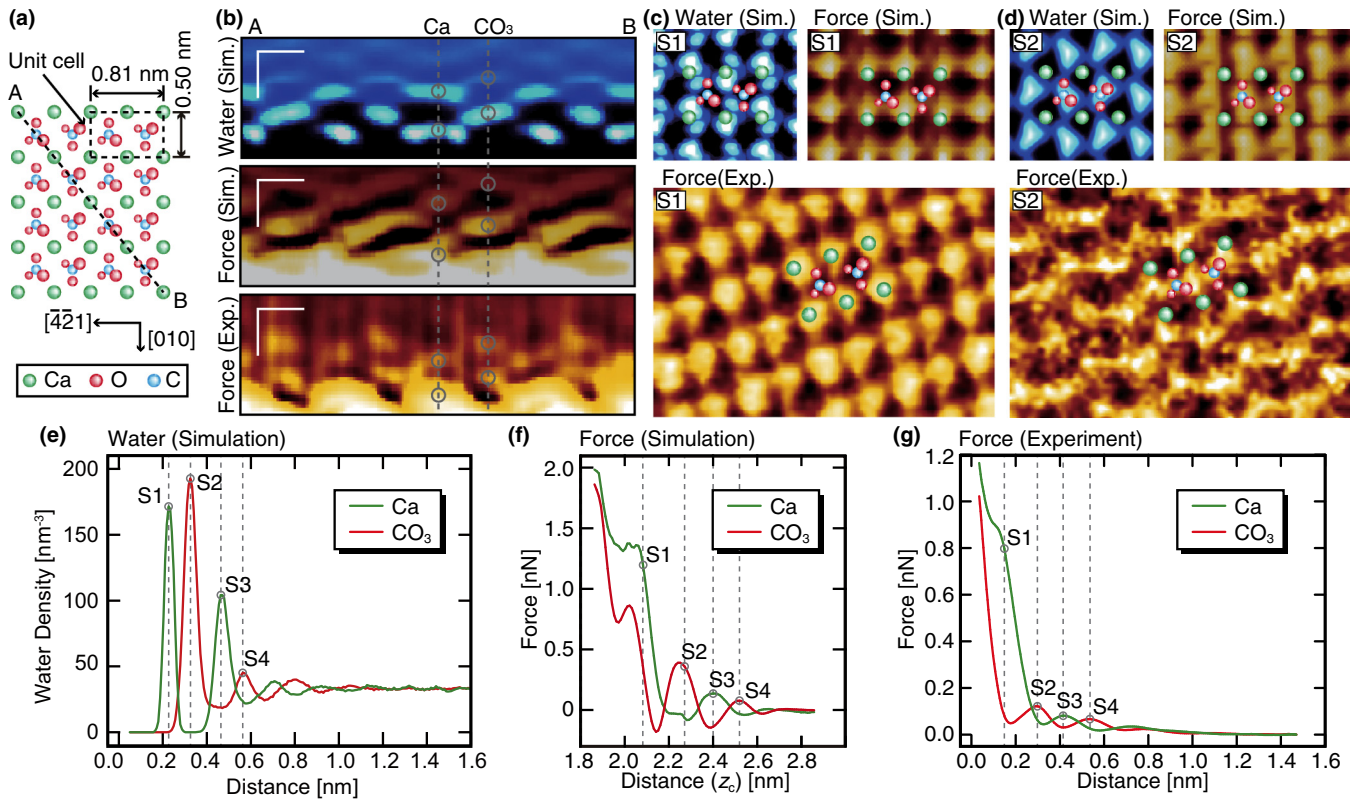 (a)
Unit cell
0.81 nm
0.50 nm
A
B
[4̅2̅1]
[010]
Ca O C
(b)
A Ca CO₃ B
Water (Sim.)
Force (Sim.)
Force (Exp.)
(c) Water (Sim.) Force (Sim.)
S1 S1
Force(Exp.)
S1
(d) Water (Sim.) Force (Sim.)
S2 S2
Force(Exp.)
S2
(e) Water (Simulation)
200
150
100
50
0
Water Density [nm⁻³]
S1
S2
S3
S4
Ca
CO₃
0 0.2 0.4 0.6 0.8 1.0 1.2 1.4 1.6
Distance [nm]
(f) Force (Simulation)
2.0
1.5
1.0
0.5
0
Force [nN]
S1
S2
S3
S4
Ca
CO₃
1.8 2.0 2.2 2.4 2.6 2.8
Distance (z꜀) [nm]
(g) Force (Experiment)
1.2
1.0
0.8
0.6
0.4
0.2
0.0
Force [nN]
S1
S2
S3
S4
Ca
CO₃
0.0 0.2 0.4 0.6 0.8 1.0 1.2 1.4 1.6
Distance [nm]